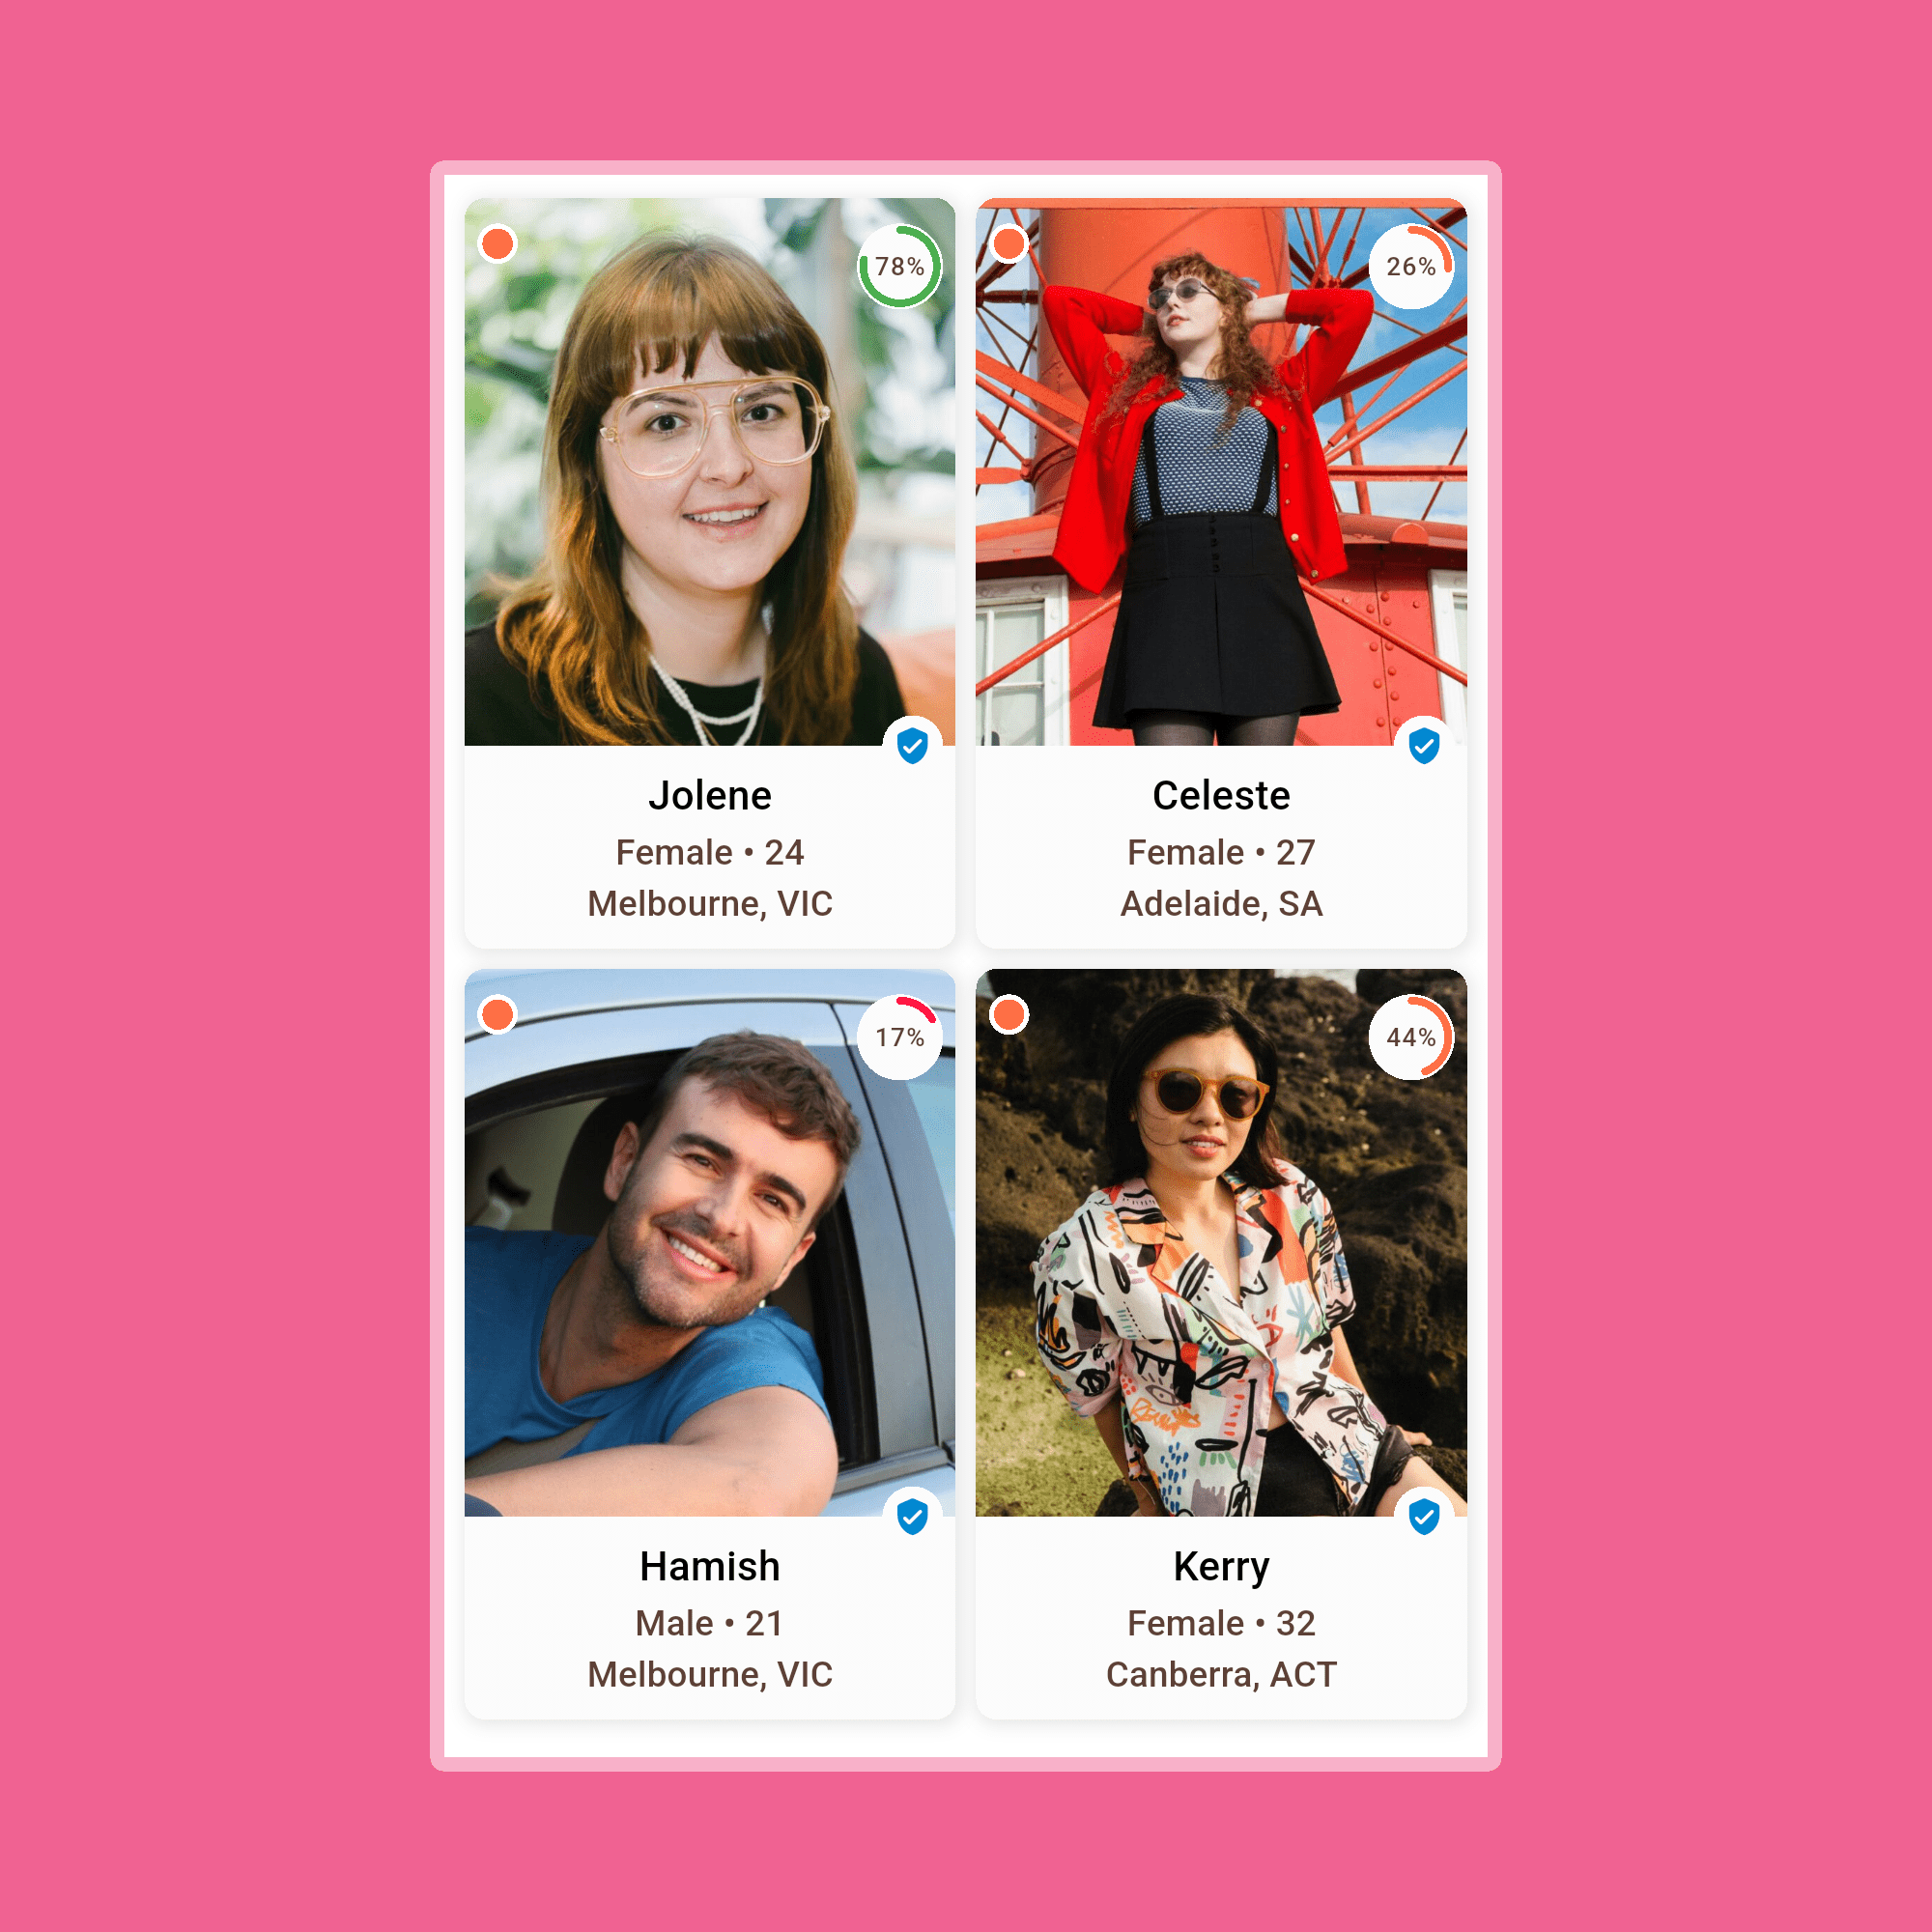 78%
26%
Jolene
Female • 24
Melbourne, VIC
Celeste
Female • 27
Adelaide, SA
17%
44%
Hamish
Male • 21
Melbourne, VIC
Kerry
Female • 32
Canberra, ACT